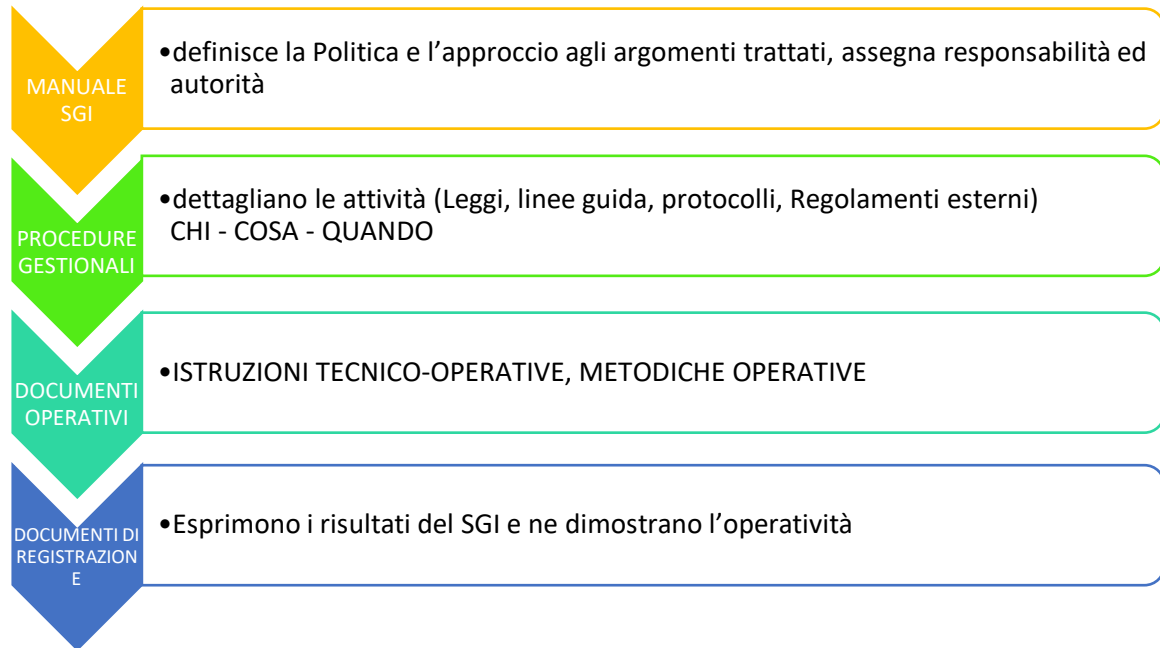 MANUALE
SGI
•definisce la Politica e l’approccio agli argomenti trattati, assegna responsabilità ed
autorità
PROCEDURE
GESTIONALI
•dettagliano le attività (Leggi, linee guida, protocolli, Regolamenti esterni)
CHI - COSA - QUANDO
DOCUMENTI
OPERATIVI
•ISTRUZIONI TECNICO-OPERATIVE, METODICHE OPERATIVE
DOCUMENTI DI
REGISTRAZION
E
•Esprimono i risultati del SGI e ne dimostrano l’operatività